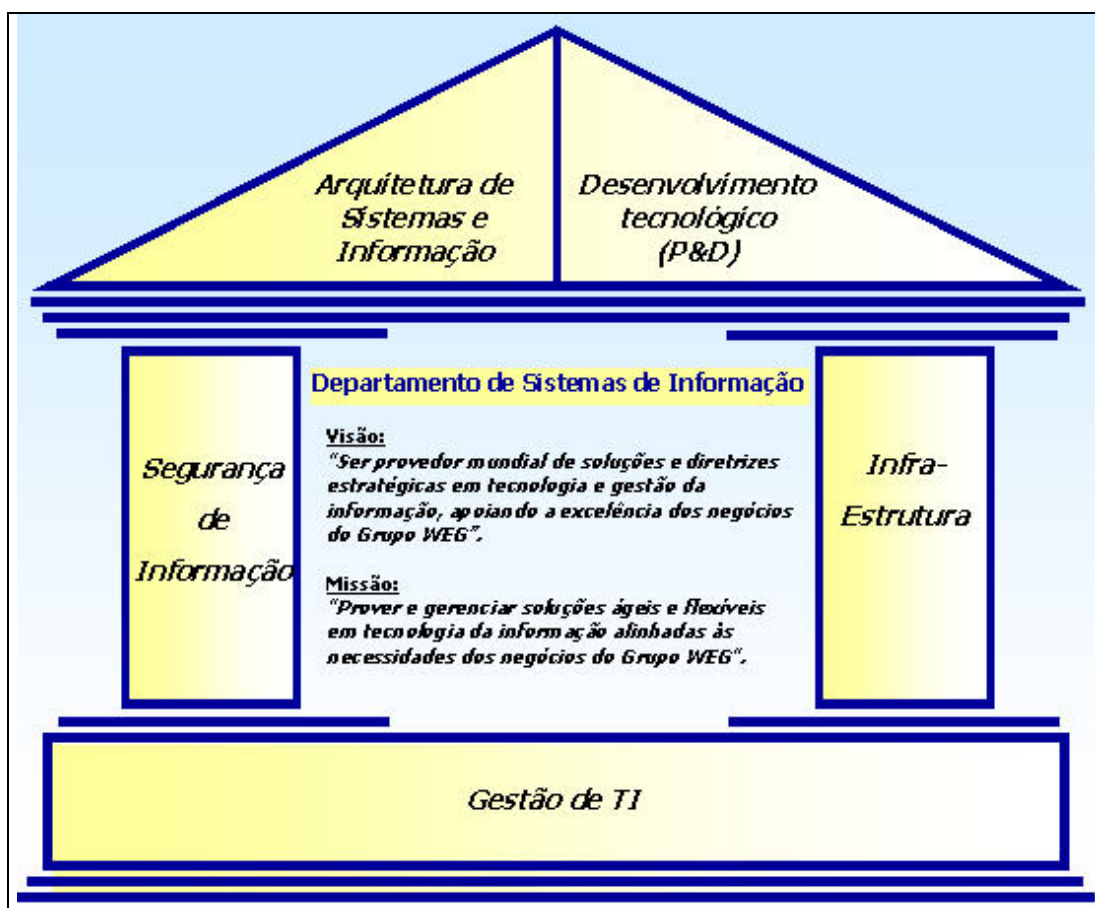 Arquitetura de
Sistemas e
Informação
Desenvolvimento
tecnológico
(P&D)
Departamento de Sistemas de Informação
Visão:
"Ser provedor mundial de soluções e diretrizes
estratégicas em tecnologia e gestão da
informação, apoiando a excelência dos negócios
do Grupo WEG".
Missão:
"Prover e gerenciar soluções ágeis e flexíveis
em tecnologia da informação alinhadas às
necessidades dos negócios do Grupo WEG".
Segurança
de
Informação
Infra-
Estrutura
Gestão de TI